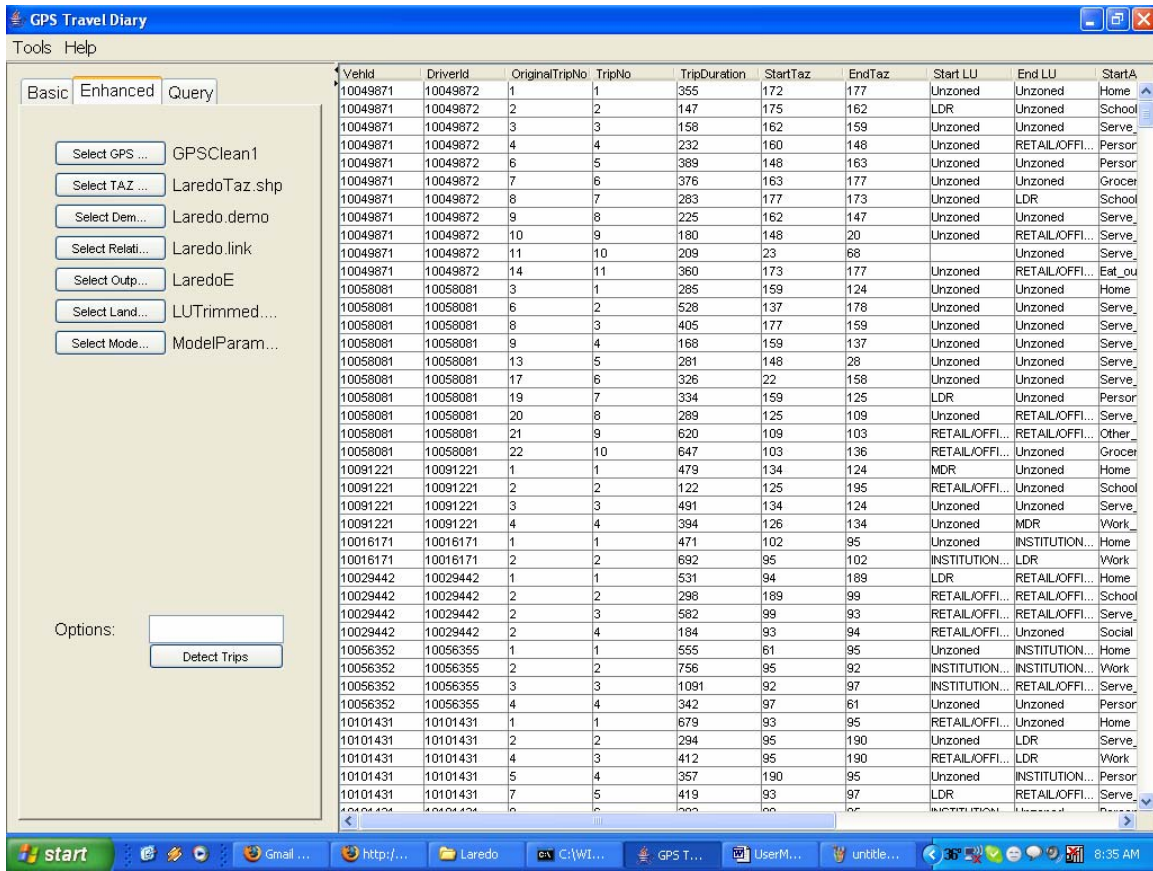 GPS Travel Diary
Tools Help
Basic Enhanced Query
Select GPS ... GPSClean1
Select TAZ ... LaredoTaz.shp
Select Dem... Laredo.demo
Select Relati... Laredo.link
Select Outp... LaredoE
Select Land... LUTrimmed....
Select Mode... ModelParam...
Options:
Detect Trips
VehId DriverId OriginalTripNo TripNo TripDuration StartTaz EndTaz Start LU End LU StartA
10049871 10049872 1 1 355 172 177 Unzoned Unzoned Home
10049871 10049872 2 2 147 175 162 LDR Unzoned School
10049871 10049872 3 3 158 162 159 Unzoned Unzoned Serve_
10049871 10049872 4 4 232 160 148 Unzoned RETAIL/OFFI... Person
10049871 10049872 6 5 389 148 163 Unzoned Unzoned Person
10049871 10049872 7 6 376 163 177 Unzoned Unzoned Grocer
10049871 10049872 8 7 283 177 173 Unzoned LDR School
10049871 10049872 9 8 225 162 147 Unzoned Unzoned Serve_
10049871 10049872 10 9 180 148 20 Unzoned RETAIL/OFFI... Serve_
10049871 10049872 11 10 209 23 68 Unzoned Serve_
10049871 10049872 14 11 360 173 177 Unzoned RETAIL/OFFI... Eat_ou
10058081 10058081 3 1 285 159 124 Unzoned Unzoned Home
10058081 10058081 6 2 528 137 178 Unzoned Unzoned Serve_
10058081 10058081 8 3 405 177 159 Unzoned Unzoned Serve_
10058081 10058081 9 4 168 159 137 Unzoned Unzoned Serve_
10058081 10058081 13 5 281 148 28 Unzoned Unzoned Serve_
10058081 10058081 17 6 326 22 158 Unzoned Unzoned Serve_
10058081 10058081 19 7 334 159 125 LDR Unzoned Person
10058081 10058081 20 8 289 125 109 Unzoned RETAIL/OFFI... Serve_
10058081 10058081 21 9 620 109 103 RETAIL/OFFI... RETAIL/OFFI... Other_
10058081 10058081 22 10 647 103 136 RETAIL/OFFI... Unzoned Grocer
10091221 10091221 1 1 479 134 124 MDR Unzoned Home
10091221 10091221 2 2 122 125 195 RETAIL/OFFI... Unzoned School
10091221 10091221 3 3 491 134 124 Unzoned Unzoned Serve_
10091221 10091221 4 4 394 126 134 Unzoned MDR Work_
10016171 10016171 1 1 471 102 95 Unzoned INSTITUTION... Home
10016171 10016171 2 2 692 95 102 INSTITUTION... LDR Work
10029442 10029442 1 1 531 94 189 LDR RETAIL/OFFI... Home
10029442 10029442 2 2 298 189 99 RETAIL/OFFI... RETAIL/OFFI... School
10029442 10029442 2 3 582 99 93 RETAIL/OFFI... RETAIL/OFFI... Serve_
10029442 10029442 2 4 184 93 94 RETAIL/OFFI... Unzoned Social
10056352 10056355 1 1 555 61 95 Unzoned INSTITUTION... Home
10056352 10056355 2 2 756 95 92 INSTITUTION... INSTITUTION... Work
10056352 10056355 3 3 1091 92 97 INSTITUTION... RETAIL/OFFI... Serve_
10056352 10056355 4 4 342 97 61 Unzoned Unzoned Person
10101431 10101431 1 1 679 93 95 RETAIL/OFFI... Unzoned Home
10101431 10101431 2 2 294 95 190 Unzoned LDR Serve_
10101431 10101431 4 3 412 95 190 RETAIL/OFFI... LDR Work
10101431 10101431 5 4 357 190 95 Unzoned INSTITUTION... Person
10101431 10101431 7 5 419 93 97 LDR RETAIL/OFFI... Serve_
start Gmail ... http:/... Laredo C:\WI... GPS T... UserM... untitle... 36° 8:35 AM